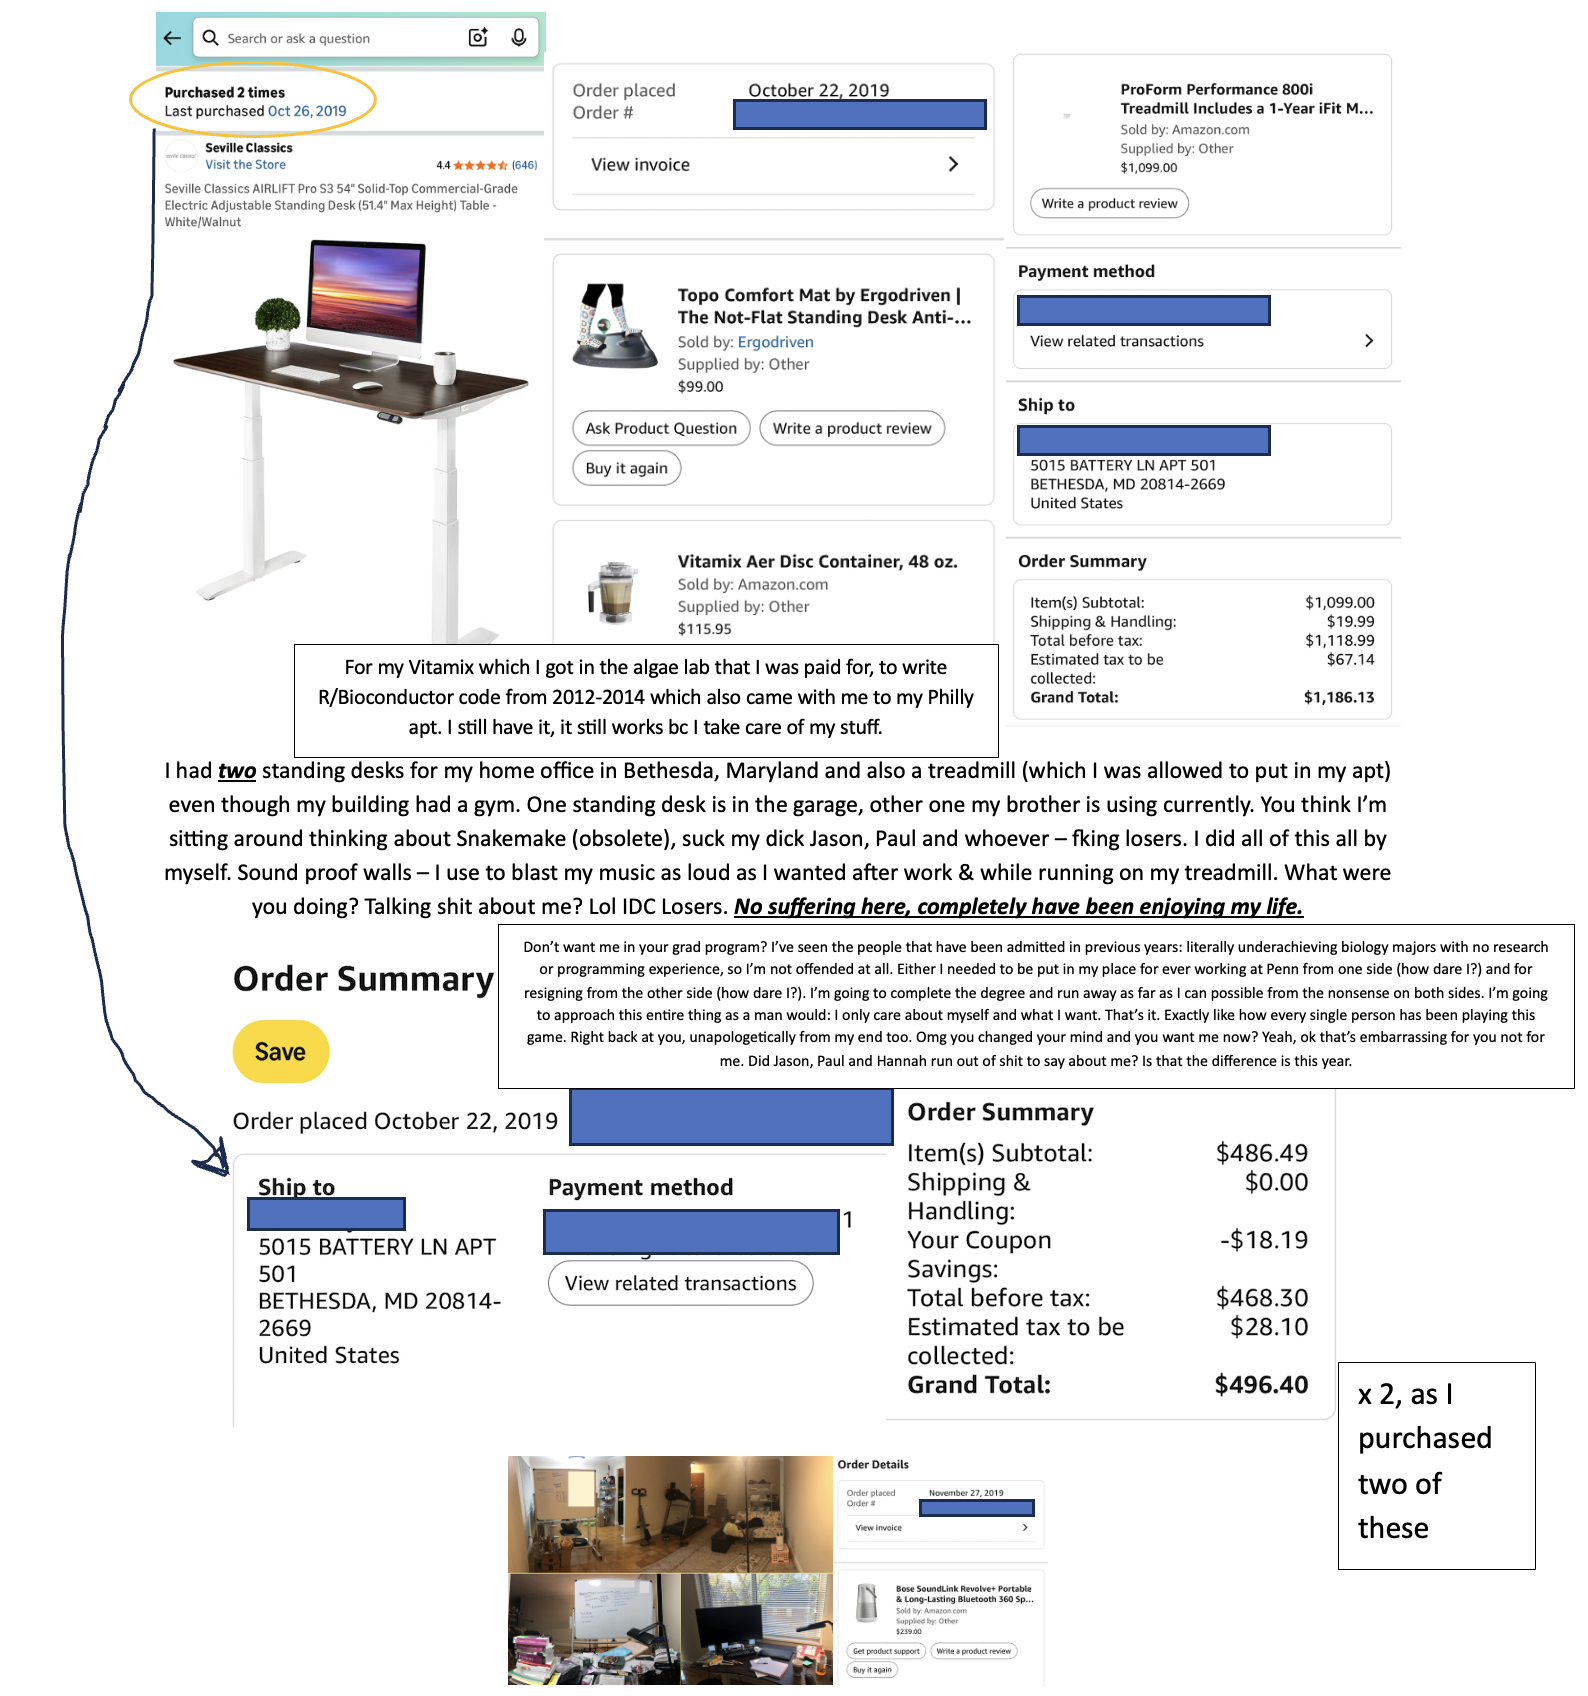 Search or ask a question
Purchased 2 times
Last purchased Oct 26, 2019
Seville Classics
Visit the Store
4.4 (646)
Seville Classics AIRLIFT Pro S3 54" Solid-Top Commercial-Grade
Electric Adjustable Standing Desk (51.4" Max Height) Table -
White/Walnut
Order placed October 22, 2019
Order #
View invoice
Topo Comfort Mat by Ergodriven |
The Not-Flat Standing Desk Anti-...
Sold by: Ergodriven
Supplied by: Other
$99.00
Ask Product Question
Write a product review
Buy it again
Vitamix Aer Disc Container, 48 oz.
Sold by: Amazon.com
Supplied by: Other
$115.95
ProForm Performance 800i
Treadmill Includes a 1-Year iFit M...
Sold by: Amazon.com
Supplied by: Other
$1,099.00
Write a product review
Payment method
View related transactions
Ship to
5015 BATTERY LN APT 501
BETHESDA, MD 20814-2669
United States
Order Summary
Item(s) Subtotal: $1,099.00
Shipping & Handling: $19.99
Total before tax: $1,118.99
Estimated tax to be $67.14
collected:
Grand Total: $1,186.13
For my Vitamix which I got in the algae lab that I was paid for, to write
R/Bioconductor code from 2012-2014 which also came with me to my Philly
apt. I still have it, it still works bc I take care of my stuff.
I had two standing desks for my home office in Bethesda, Maryland and also a treadmill (which I was allowed to put in my apt)
even though my building had a gym. One standing desk is in the garage, other one my brother is using currently. You think I'm
sitting around thinking about Snakemake (obsolete), suck my dick Jason, Paul and whoever – fking losers. I did all of this all by
myself. Sound proof walls – I use to blast my music as loud as I wanted after work & while running on my treadmill. What were
you doing? Talking shit about me? Lol IDC Losers. No suffering here, completely have been enjoying my life.
Don't want me in your grad program? I've seen the people that have been admitted in previous years: literally underachieving biology majors with no research
or programming experience, so I'm not offended at all. Either I needed to be put in my place for ever working at Penn from one side (how dare I?) and for
resigning from the other side (how dare I?). I'm going to complete the degree and run away as far as I can possible from the nonsense on both sides. I'm going
to approach this entire thing as a man would: I only care about myself and what I want. That's it. Exactly like how every single person has been playing this
game. Right back at you, unapologetically from my end too. Omg you changed your mind and you want me now? Yeah, ok that's embarrassing for you not for
me. Did Jason, Paul and Hannah run out of shit to say about me? Is that the difference is this year.
Order Summary
Save
Order placed October 22, 2019
Ship to
5015 BATTERY LN APT
501
BETHESDA, MD 20814-
2669
United States
Payment method
1
View related transactions
Order Summary
Item(s) Subtotal: $486.49
Shipping & $0.00
Handling:
Your Coupon -$18.19
Savings:
Total before tax: $468.30
Estimated tax to be $28.10
collected:
Grand Total: $496.40
x 2, as I
purchased
two of
these
Order Details
Order placed November 27, 2019
Order #
View invoice
Bose SoundLink Revolve+ Portable
& Long-Lasting Bluetooth 360 Sp...
Sold by: Amazon.com
Supplied by: Other
$239.00
Get product support
Write a product review
Buy it again